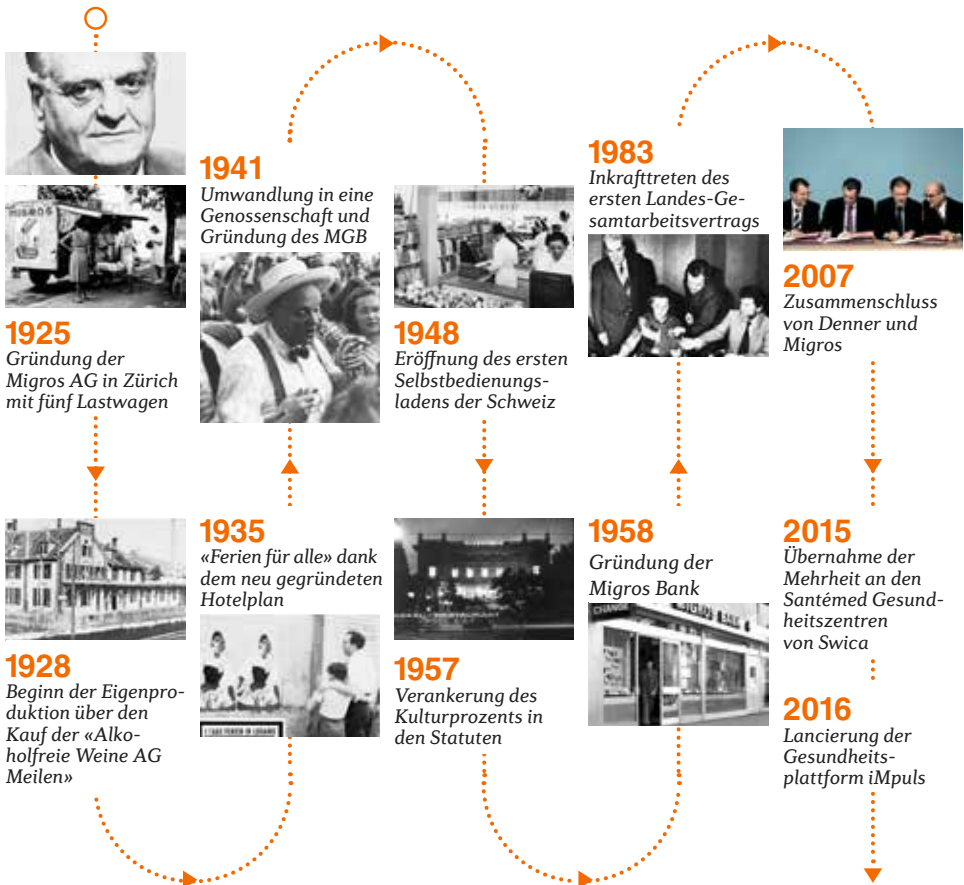 MIGROS
1925
Gründung der
Migros AG in Zürich
mit fünf Lastwagen
1928
Beginn der Eigenpro-
duktion über den
Kauf der «Alko-
holfreie Weine AG
Meilen»
1935
«Ferien für alle» dank
dem neu gegründeten
Hotelplan
1941
Umwandlung in eine
Genossenschaft und
Gründung des MGB
1948
Eröffnung des ersten
Selbstbedienungs-
ladens der Schweiz
1957
Verankerung des
Kulturprozents in
den Statuten
1958
Gründung der
Migros Bank
CHANGE
MIGROS BANK
1983
Inkrafttreten des
ersten Landes-Ge-
samtarbeitsvertrags
2007
Zusammenschluss
von Denner und
Migros
2015
Übernahme der
Mehrheit an den
Santémed Gesund-
heitszentren
von Swica
2016
Lancierung der
Gesundheits-
plattform iMpuls